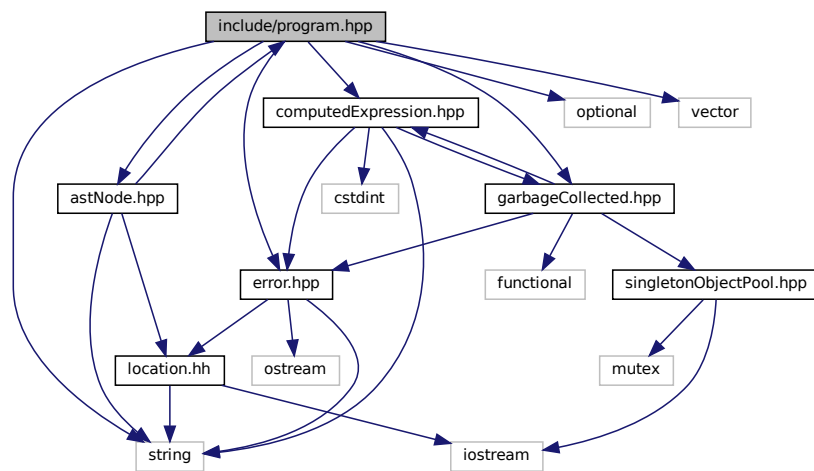 include/program.hpp
computedExpression.hpp
optional
vector
astNode.hpp
cstdint
garbageCollected.hpp
error.hpp
functional
singletonObjectPool.hpp
location.hh
ostream
mutex
string
iostream